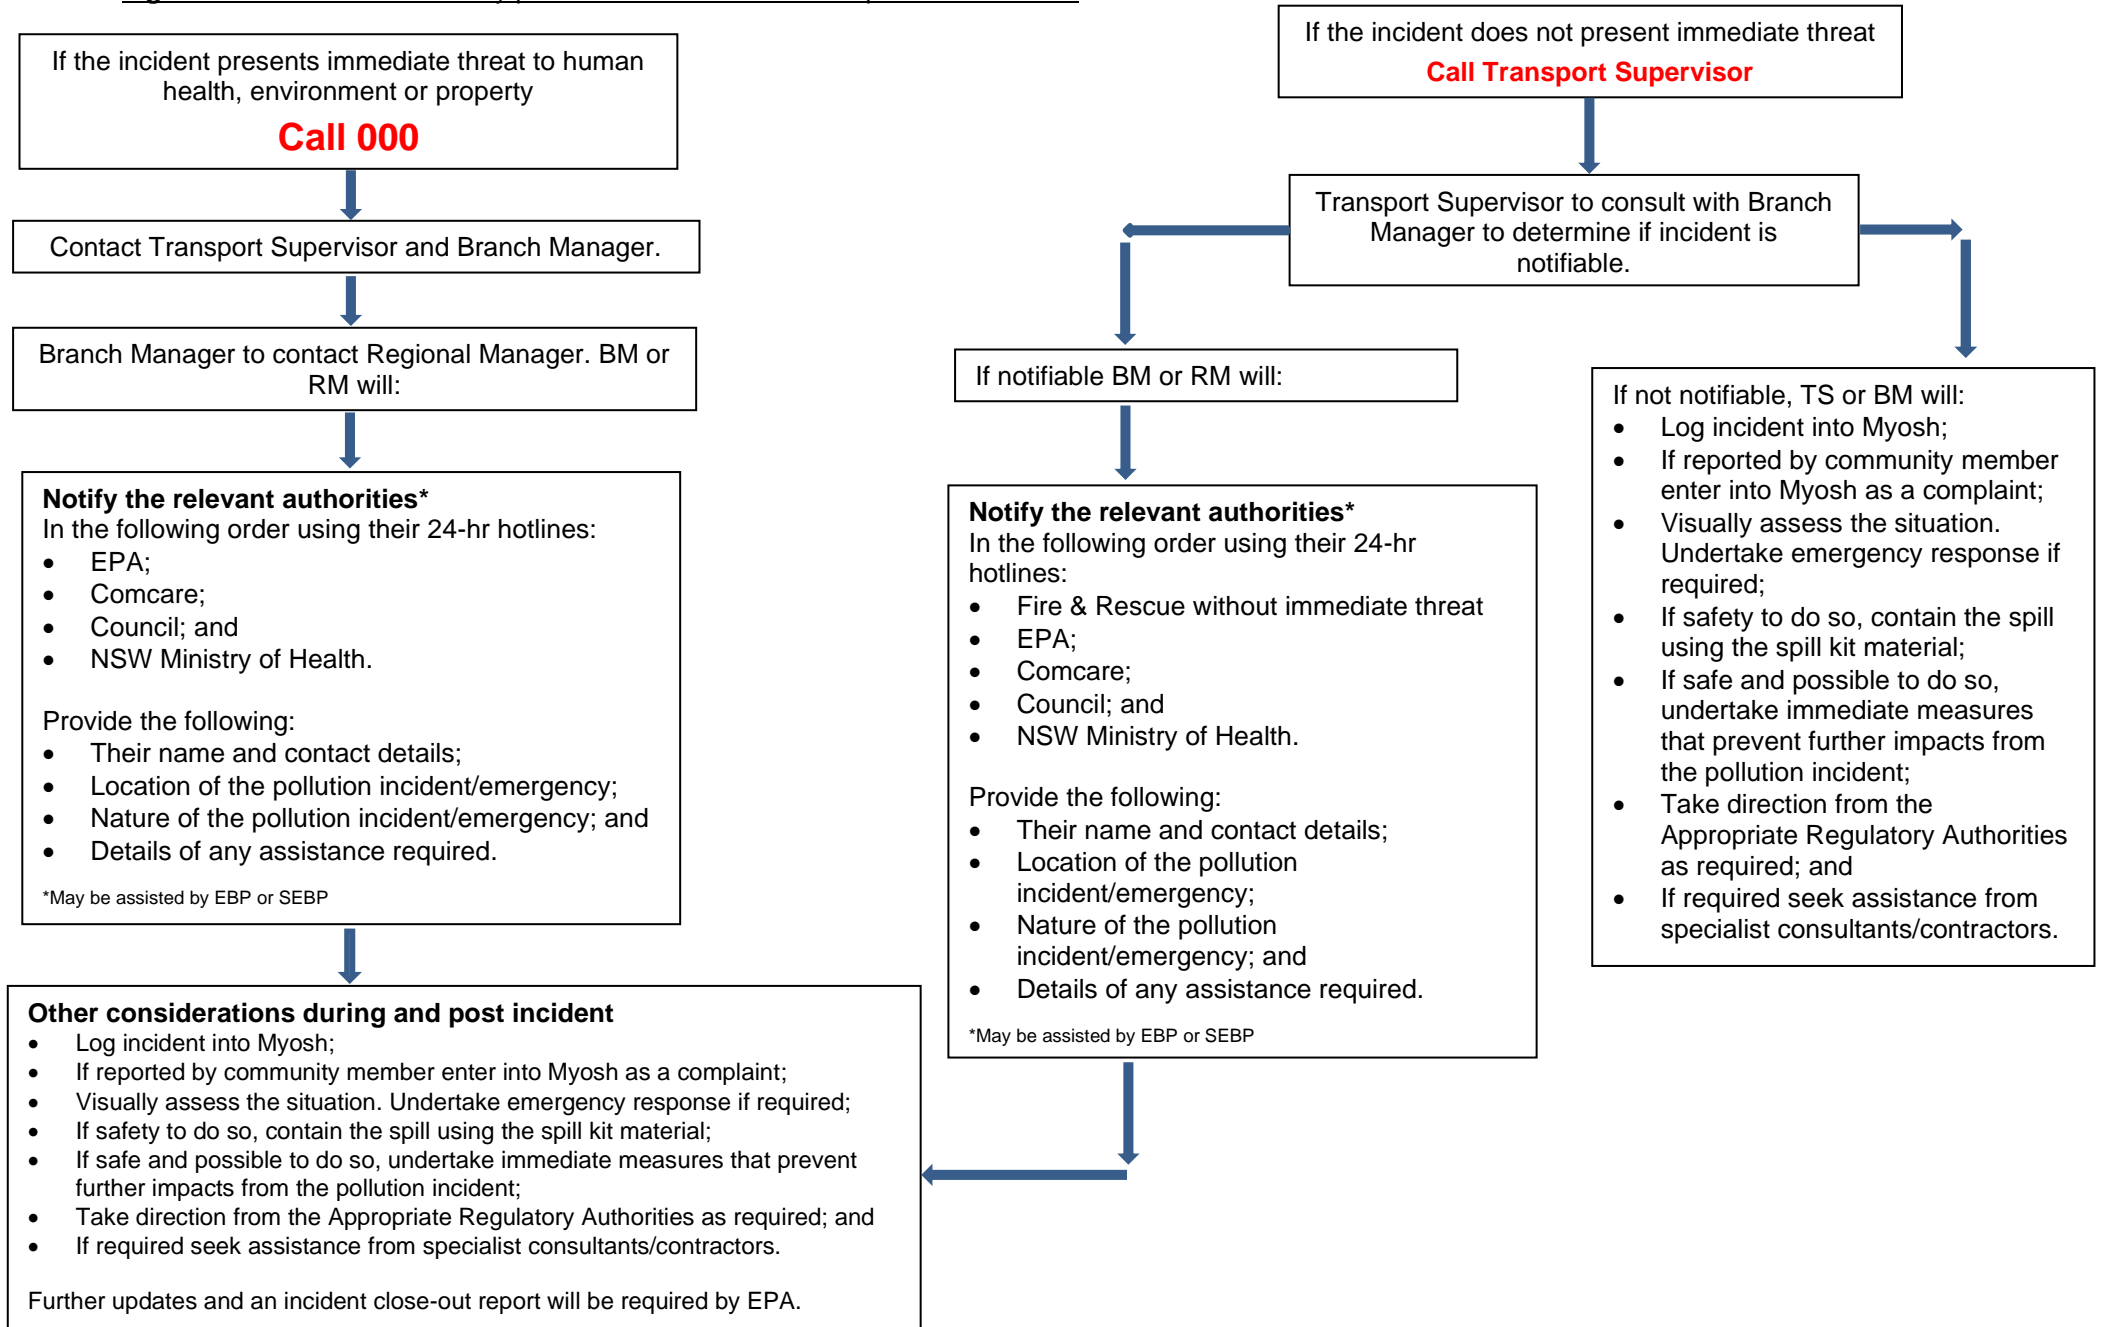 If the incident presents immediate threat to human
health, environment or property
Call 000
Contact Transport Supervisor and Branch Manager.
Branch Manager to contact Regional Manager. BM or
RM will:
Notify the relevant authorities*
In the following order using their 24-hr hotlines:
• EPA;
• Comcare;
• Council; and
• NSW Ministry of Health.
Provide the following:
• Their name and contact details;
• Location of the pollution incident/emergency;
• Nature of the pollution incident/emergency; and
• Details of any assistance required.
*May be assisted by EBP or SEBP
Other considerations during and post incident
• Log incident into Myosh;
• If reported by community member enter into Myosh as a complaint;
• Visually assess the situation. Undertake emergency response if required;
• If safety to do so, contain the spill using the spill kit material;
• If safe and possible to do so, undertake immediate measures that prevent
further impacts from the pollution incident;
• Take direction from the Appropriate Regulatory Authorities as required; and
• If required seek assistance from specialist consultants/contractors.
Further updates and an incident close-out report will be required by EPA.
If the incident does not present immediate threat
Call Transport Supervisor
Transport Supervisor to consult with Branch
Manager to determine if incident is
notifiable.
If notifiable BM or RM will:
Notify the relevant authorities*
In the following order using their 24-hr
hotlines:
• Fire & Rescue without immediate threat
• EPA;
• Comcare;
• Council; and
• NSW Ministry of Health.
Provide the following:
• Their name and contact details;
• Location of the pollution
incident/emergency;
• Nature of the pollution
incident/emergency; and
• Details of any assistance required.
*May be assisted by EBP or SEBP
If not notifiable, TS or BM will:
• Log incident into Myosh;
• If reported by community member
enter into Myosh as a complaint;
• Visually assess the situation.
Undertake emergency response if
required;
• If safety to do so, contain the spill
using the spill kit material;
• If safe and possible to do so,
undertake immediate measures
that prevent further impacts from
the pollution incident;
• Take direction from the
Appropriate Regulatory Authorities
as required; and
• If required seek assistance from
specialist consultants/contractors.